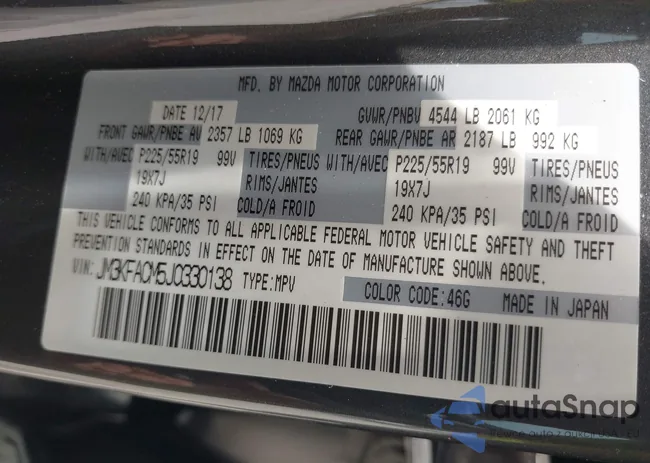 MFD. BY MAZDA MOTOR CORPORATION
DATE 12/17 GVWR/PNBV 4544 LB 2061 KG
FRONT GAWR/PNBE AV 2357 LB 1069 KG REAR GAWR/PNBE AR 2187 LB 992 KG
WITH/AVEC P225/55R19 99V TIRES/PNEUS WITH/AVEC P225/55R19 99V TIRES/PNEUS
19X7J RIMS/JANTES 19X7J RIMS/JANTES
240 KPA/35 PSI COLD/A FROID 240 KPA/35 PSI COLD/A FROID
THIS VEHICLE CONFORMS TO ALL APPLICABLE FEDERAL MOTOR VEHICLE SAFETY AND THEFT
PREVENTION STANDARDS IN EFFECT ON THE DATE OF MANUFACTURE SHOWN ABOVE.
VIN: JM3KFACM5J0330138 TYPE:MPV
COLOR CODE:46G MADE IN JAPAN
autaSnap